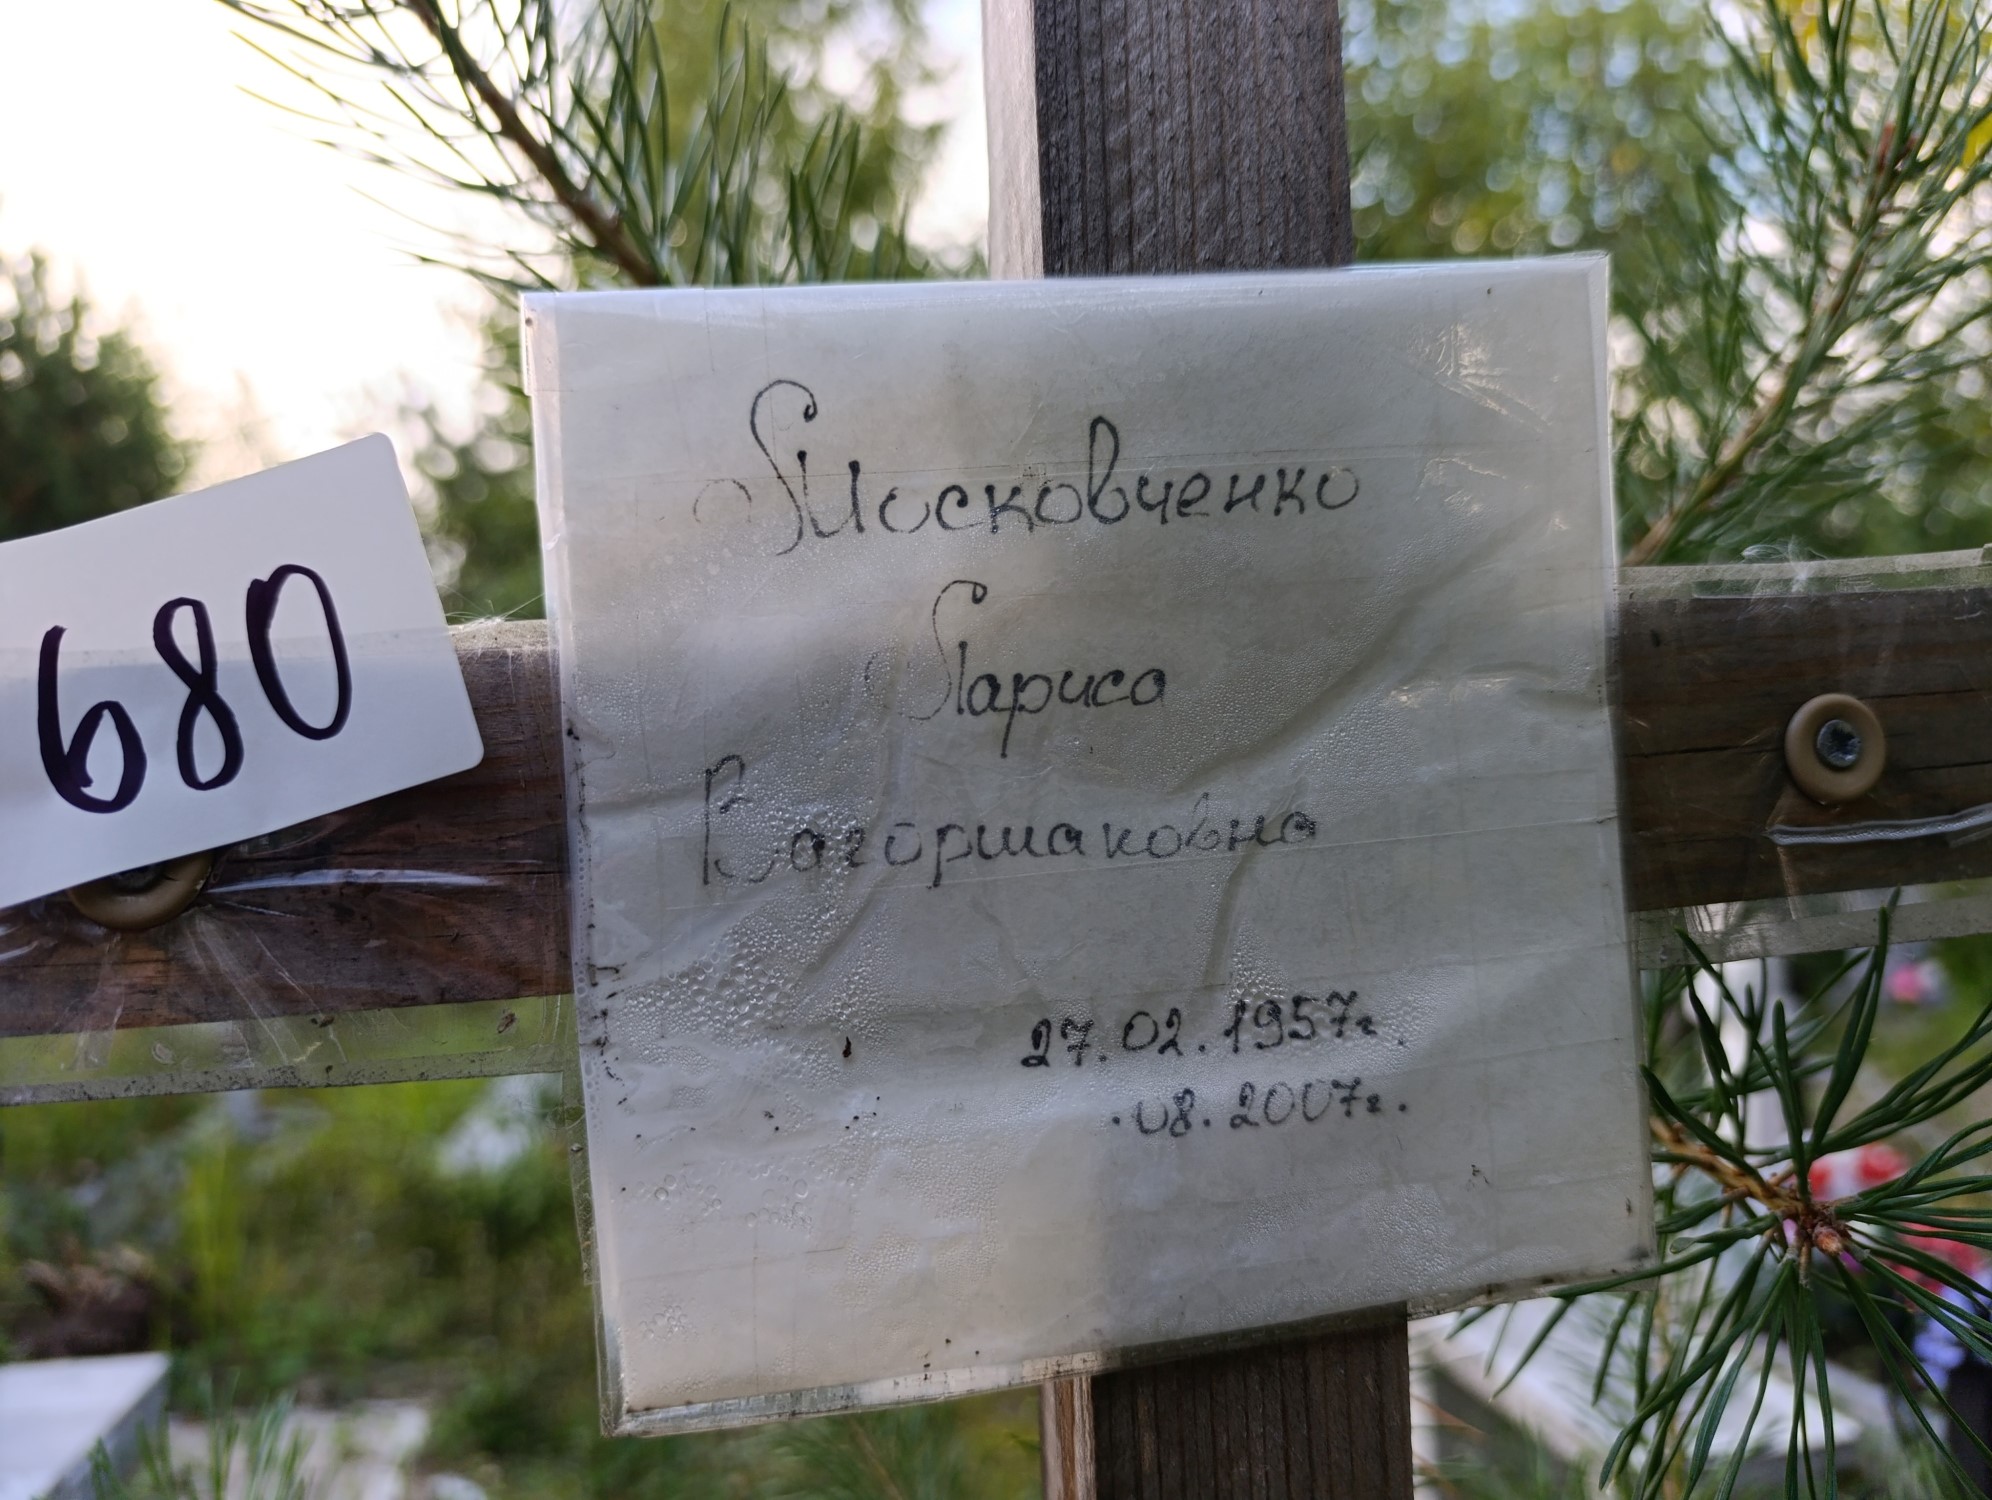 680
Московченко
Лариса
Вагоршаковна
27.02.1957г.
.08.2007г.